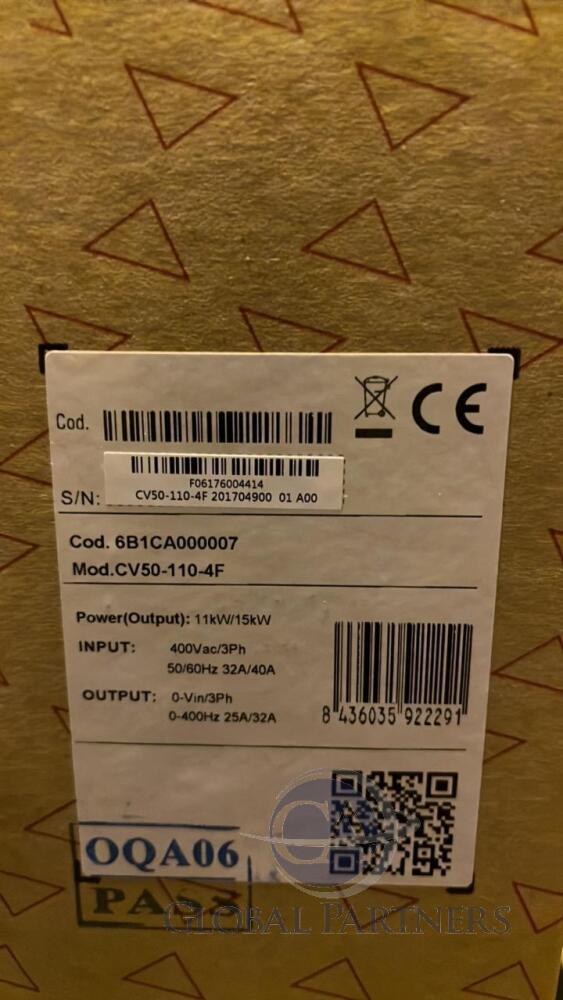 CE
Cod.
S/N:
F06176004414
CV50-110-4F 201704900 01 A00
Cod. 6B1CA000007
Mod.CV50-110-4F
Power(Output): 11kW/15kW
INPUT: 400Vac/3Ph
50/60Hz 32A/40A
OUTPUT: 0-Vin/3Ph
0-400Hz 25A/32A
8 436035 922291
OQA06
PASS
GLOBAL PARTNERS